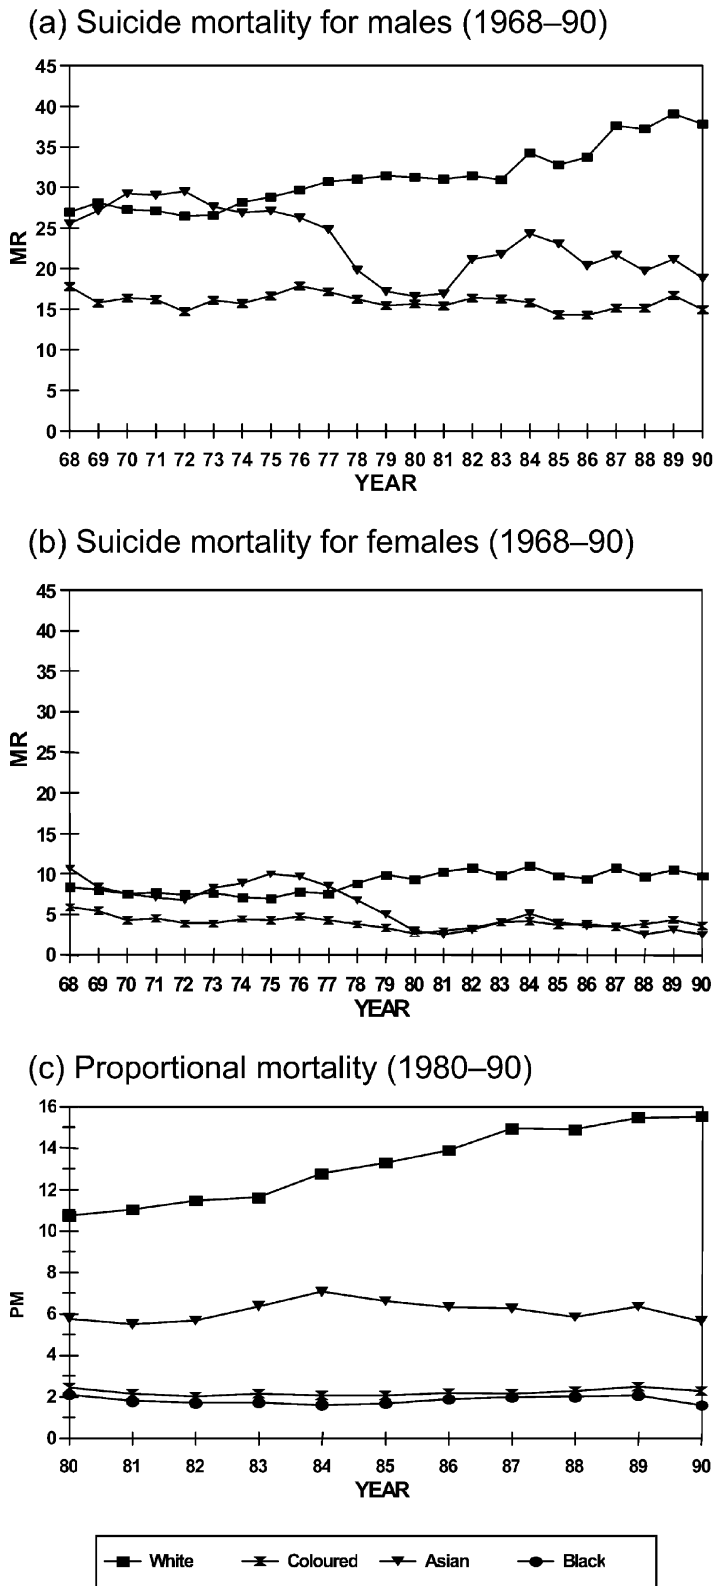 (a) Suicide mortality for males (1968–90)
45
40
35
30
25
20
15
10
5
0
MR
68 69 70 71 72 73 74 75 76 77 78 79 80 81 82 83 84 85 86 87 88 89 90
YEAR
(b) Suicide mortality for females (1968–90)
45
40
35
30
25
20
15
10
5
0
MR
68 69 70 71 72 73 74 75 76 77 78 79 80 81 82 83 84 85 86 87 88 89 90
YEAR
(c) Proportional mortality (1980–90)
16
14
12
10
8
6
4
2
0
PM
80 81 82 83 84 85 86 87 88 89 90
YEAR
White Coloured Asian Black